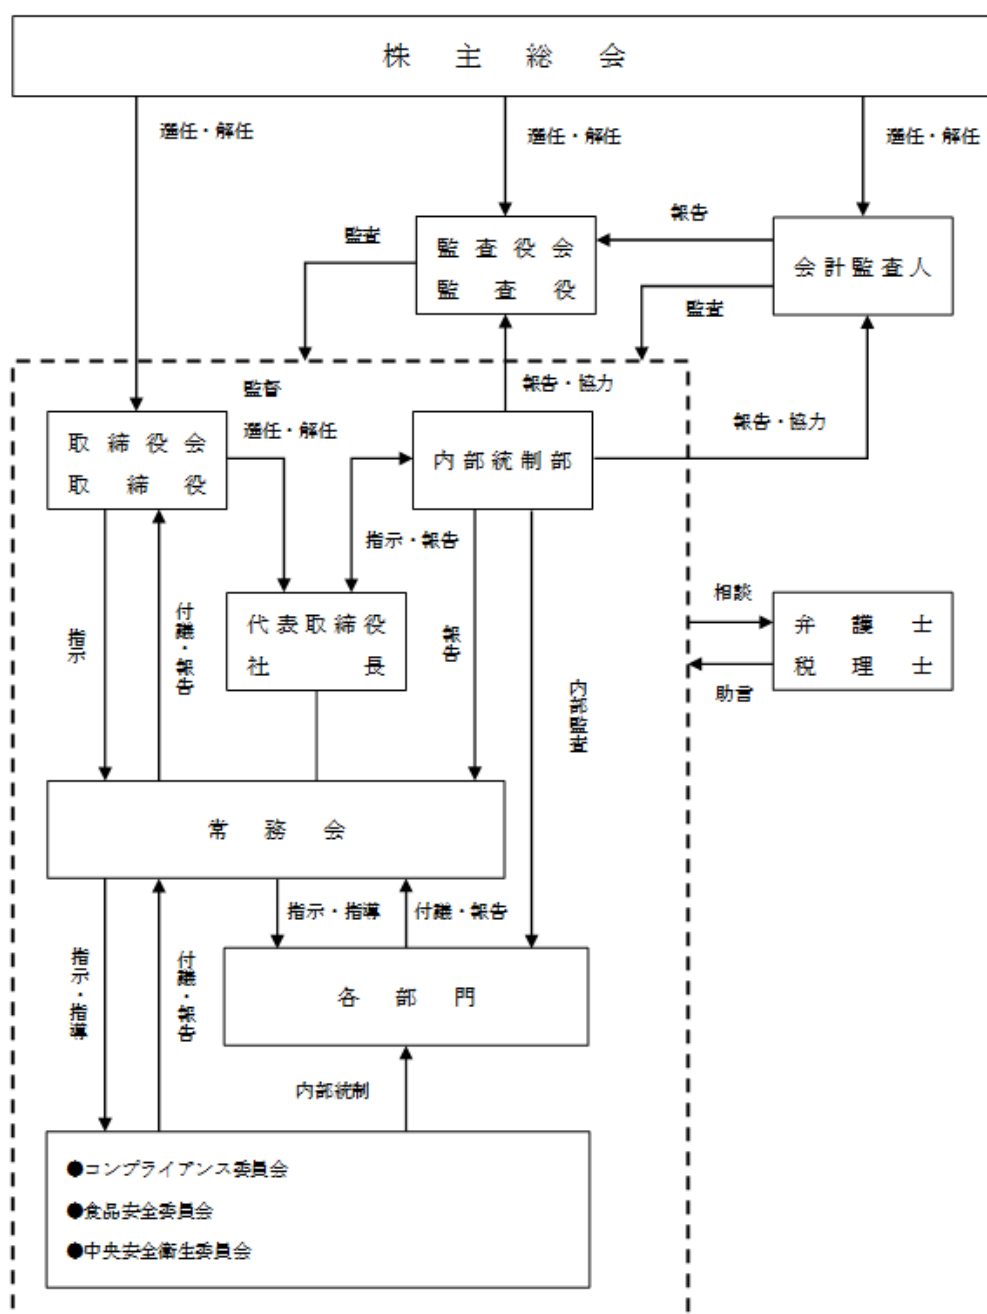 株主総会
選任・解任
選任・解任
選任・解任
報告
監査
監査役会
監査役
会計監査人
監査
報告・協力
監督
選任・解任
報告・協力
取締役会
取締役
内部統制部
指示・報告
指示
付議・報告
代表取締役
社長
報告
内部監査
相談
弁護士
税理士
助言
常務会
指示・指導
付議・報告
指示・指導
付議・報告
各部門
内部統制
●コンプライアンス委員会
●食品安全委員会
●中央安全衛生委員会